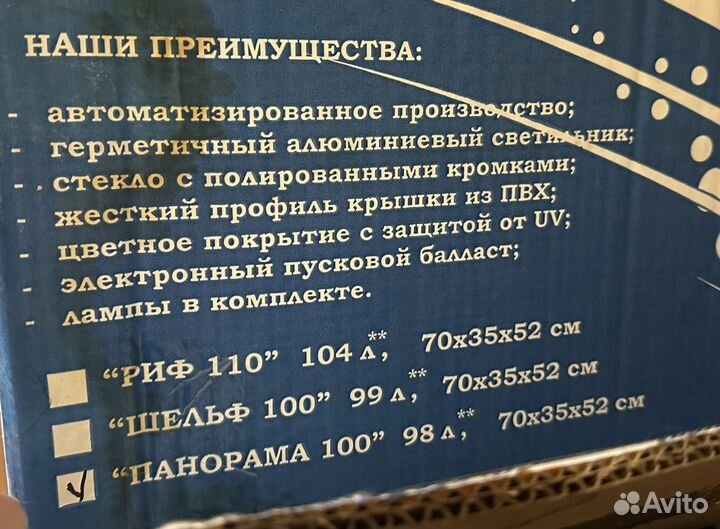 НАШИ ПРЕИМУЩЕСТВА:
- автоматизированное производство;
- герметичный алюминиевый светильник;
- стекло с полированными кромками;
- жесткий профиль крышки из ПВХ;
- цветное покрытие с защитой от UV;
- электронный пусковой балласт;
- лампы в комплекте.
“РИФ 110” 104 л**, 70x35x52 см
“ШЕЛЬФ 100” 99 л**, 70x35x52 см
“ПАНОРАМА 100” 98 л**, 70x35x52 см
Avito